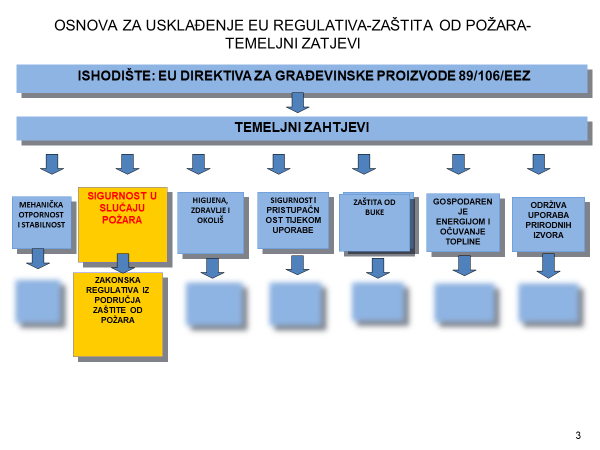 OSNOVA ZA USKLAĐENJE EU REGULATIVA-ZAŠTITA OD POŽARA-
TEMELJNI ZATJEVI
ISHODIŠTE: EU DIREKTIVA ZA GRAĐEVINSKE PROIZVODE 89/106/EEZ
TEMELJNI ZAHTJEVI
MEHANIČKA
OTPORNOST
I STABILNOST
SIGURNOST U
SLUČAJU
POŽARA
HIGIJENA,
ZDRAVLJE I
OKOLIŠ
SIGURNOST I
PRISTUPAČN
OST TIJEKOM
UPORABE
ZAŠTITA OD
BUKE
GOSPODAREN
JE
ENERGIJOM I
OČUVANJE
TOPLINE
ODRŽIVA
UPORABA
PRIRODNIH
IZVORA
ZAKONSKA
REGULATIVA IZ
PODRUČJA
ZAŠTITE OD
POŽARA
3